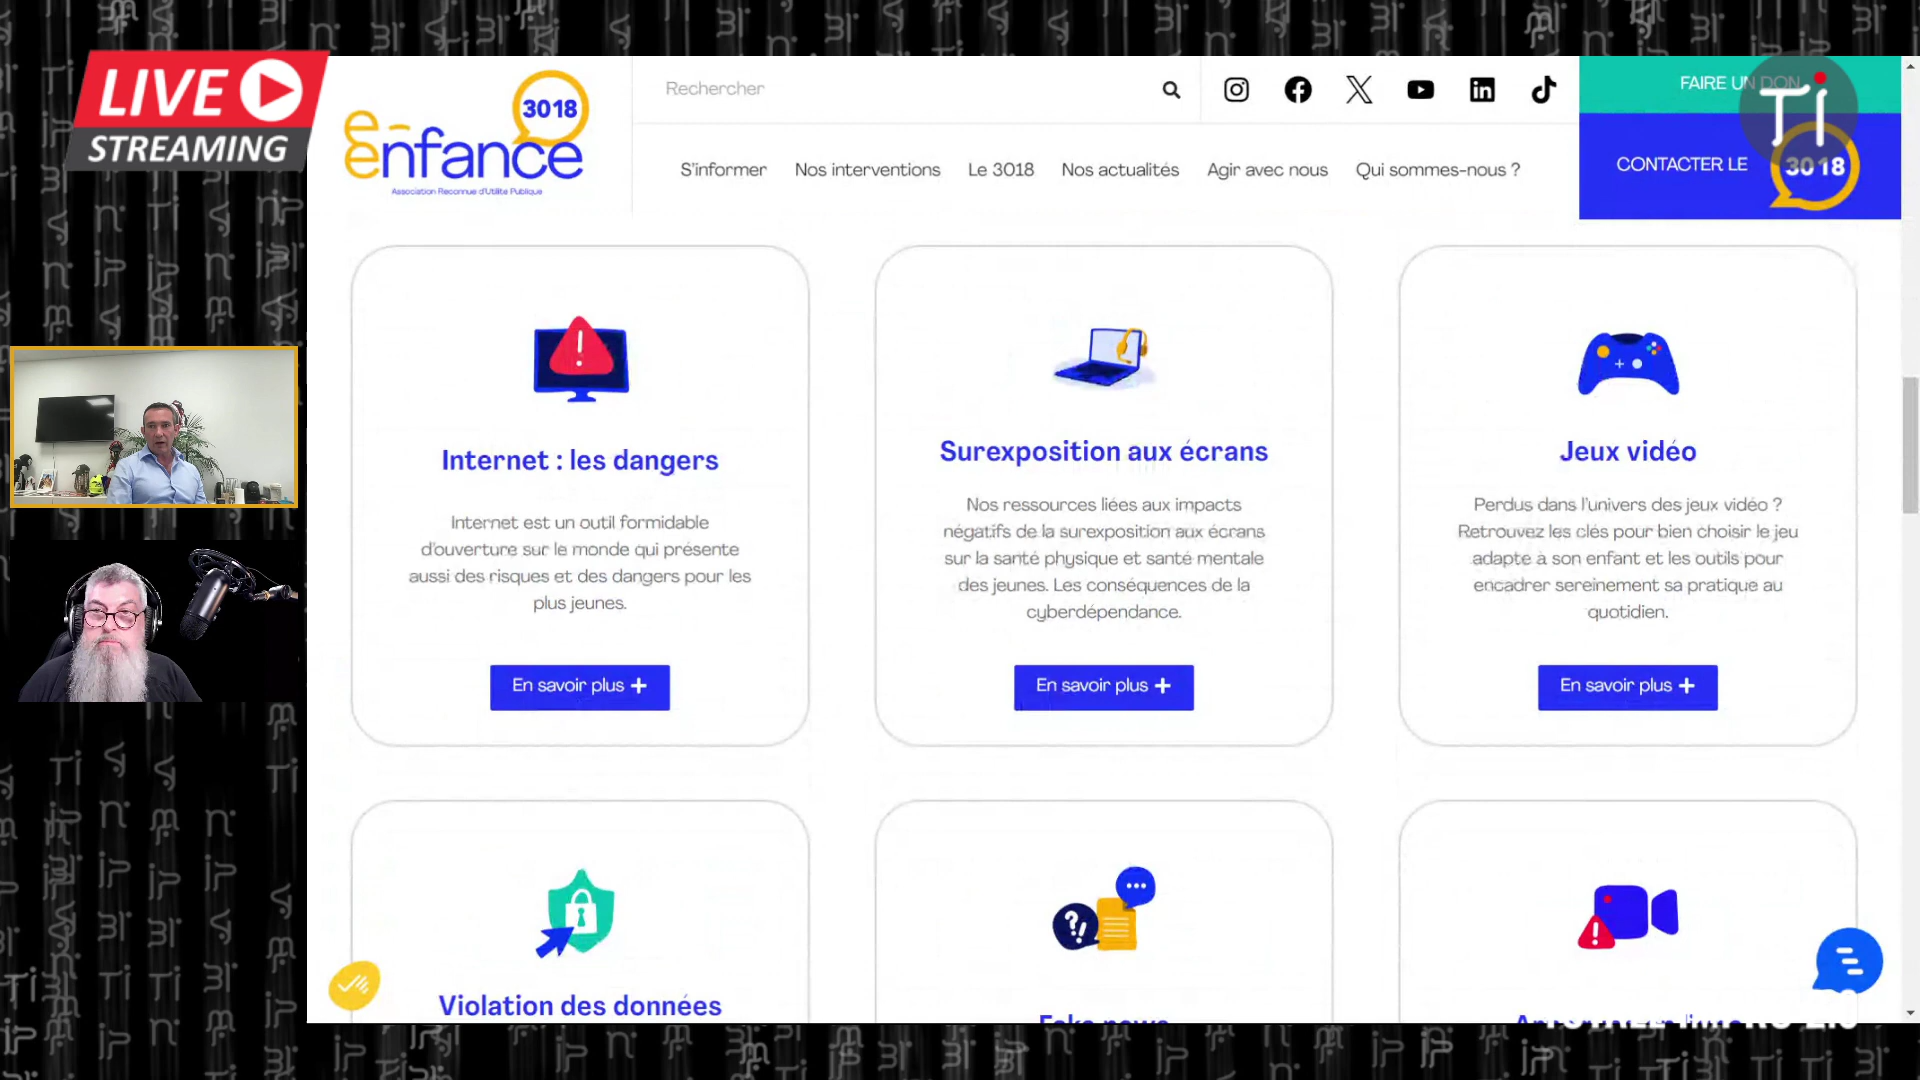 LIVE
STREAMING
e-enfance
3018
Association Reconnue d'Utilité Publique
Rechercher
FAIRE UN DON
Ti
S'informer
Nos interventions
Le 3018
Nos actualités
Agir avec nous
Qui sommes-nous ?
CONTACTER LE
3018
Internet : les dangers
Internet est un outil formidable
d'ouverture sur le monde qui présente
aussi des risques et des dangers pour les
plus jeunes.
En savoir plus +
Surexposition aux écrans
Nos ressources liées aux impacts
négatifs de la surexposition aux écrans
sur la santé physique et santé mentale
des jeunes. Les conséquences de la
cyberdépendance.
En savoir plus +
Jeux vidéo
Perdus dans l'univers des jeux vidéo ?
Retrouvez les clés pour bien choisir le jeu
adapté à son enfant et les outils pour
encadrer sereinement sa pratique au
quotidien.
En savoir plus +
Violation des données
Fake news